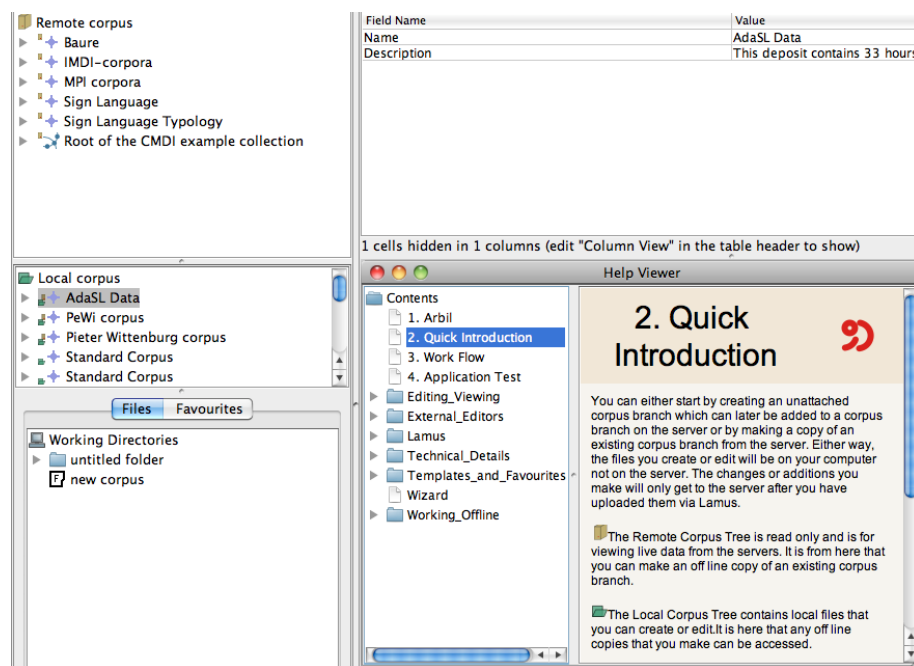 Remote corpus
Baure
IMDI-corpora
MPI corpora
Sign Language
Sign Language Typology
Root of the CMDI example collection
Local corpus
AdaSL Data
PeWi corpus
Pieter Wittenburg corpus
Standard Corpus
Standard Corpus
Files Favourites
Working Directories
untitled folder
new corpus
Field Name Value
Name AdaSL Data
Description This deposit contains 33 hours
1 cells hidden in 1 columns (edit "Column View" in the table header to show)
Help Viewer
Contents
1. Arbil
2. Quick Introduction
3. Work Flow
4. Application Test
Editing_Viewing
External_Editors
Lamus
Technical_Details
Templates_and_Favourites
Wizard
Working_Offline
2. Quick
Introduction
You can either start by creating an unattached
corpus branch which can later be added to a corpus
branch on the server or by making a copy of an
existing corpus branch from the server. Either way,
the files you create or edit will be on your computer
not on the server. The changes or additions you
make will only get to the server after you have
uploaded them via Lamus.
The Remote Corpus Tree is read only and is for
viewing live data from the servers. It is from here that
you can make an off line copy of an existing corpus
branch.
The Local Corpus Tree contains local files that
you can create or edit.It is here that any off line
copies that you make can be accessed.